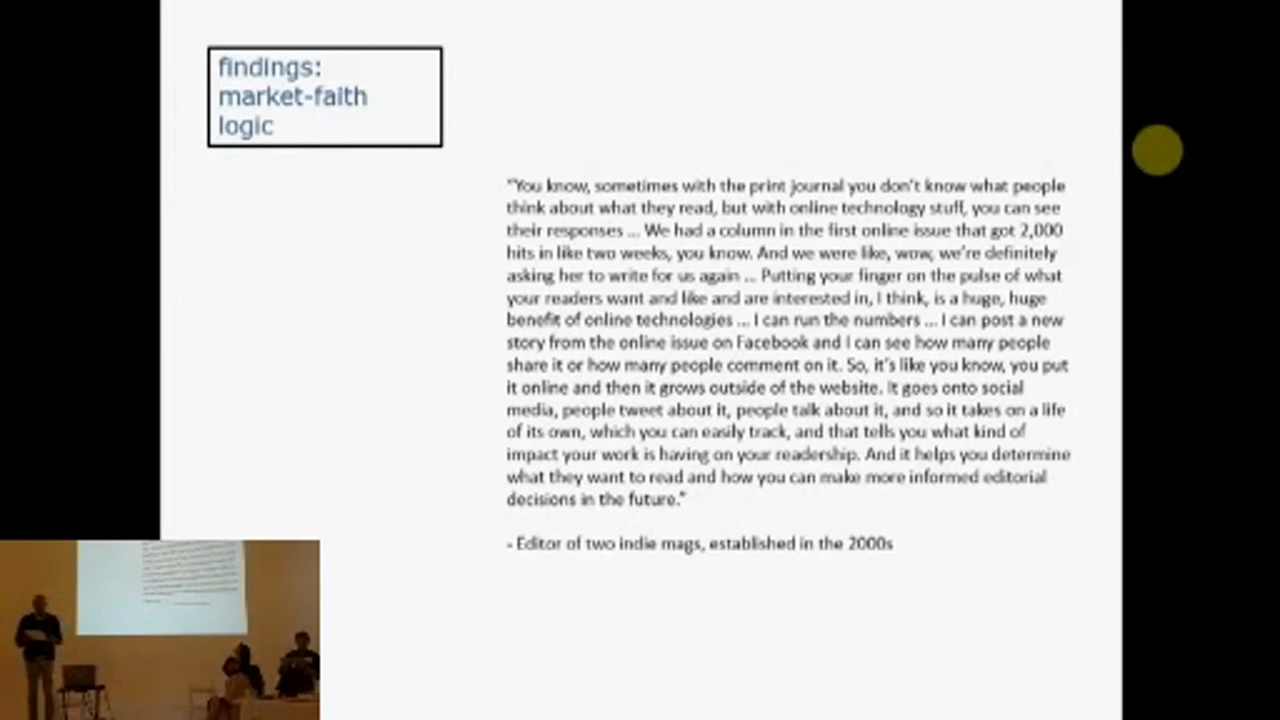 findings:
market-faith
logic
"You know, sometimes with the print journal you don't know what people
think about what they read, but with online technology stuff, you can see
their responses ... We had a column in the first online issue that got 2,000
hits in like two weeks, you know. And we were like, wow, we're definitely
asking her to write for us again ... Putting your finger on the pulse of what
your readers want and like and are interested in, I think, is a huge, huge
benefit of online technologies ... I can run the numbers ... I can post a new
story from the online issue on Facebook and I can see how many people
share it or how many people comment on it. So, it's like you know, you put
it online and then it grows outside of the website. It goes onto social
media, people tweet about it, people talk about it, and so it takes on a life
of its own, which you can easily track, and that tells you what kind of
impact your work is having on your readership. And it helps you determine
what they want to read and how you can make more informed editorial
decisions in the future."
- Editor of two indie mags, established in the 2000s